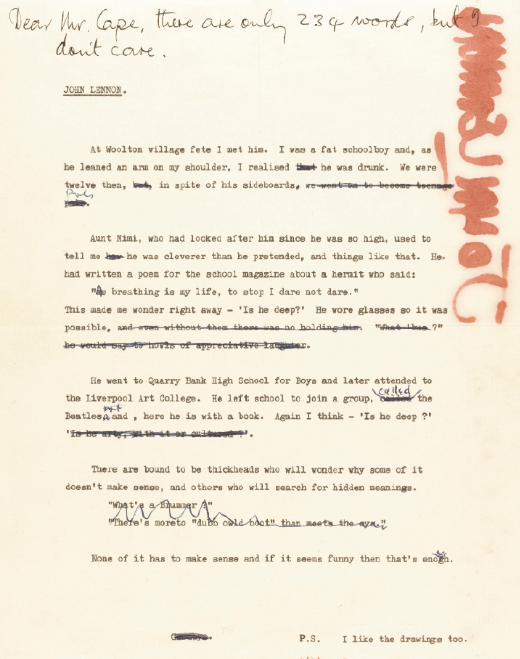 Dear Mr. Cape, there are only 234 words, but I
don't care.
JOHN LENNON.
At Woolton village fete I met him. I was a fat schoolboy and, as
he leaned an arm on my shoulder, I realised that he was drunk. We were
twelve then, but, in spite of his sideboards, we went on to become teenage
pals.
Aunt Mimi, who had looked after him since he was so high, used to
tell me how he was cleverer than he pretended, and things like that. He
had written a poem for the school magazine about a hermit who said:
"As breathing is my life, to stop I dare not dare."
This made me wonder right away - 'Is he deep?' He wore glasses so it was
possible, and even without them there was no holding him. "What 'bus ?"
he would say to howls of appreciative laughter.
He went to Quarry Bank High School for Boys and later attended to
the Liverpool Art College. He left school to join a group, called the
Beatles, and , here he is with a book. Again I think - 'Is he deep ?'
'Is he arty, with it or cultured ?'.
There are bound to be thickheads who will wonder why some of it
doesn't make sense, and others who will search for hidden meanings.
"What's a Brummer ?"
"There's moreto "dubb owld boot" than meets the eye."
None of it has to make sense and if it seems funny then that's enough.
P.S. I like the drawings too.